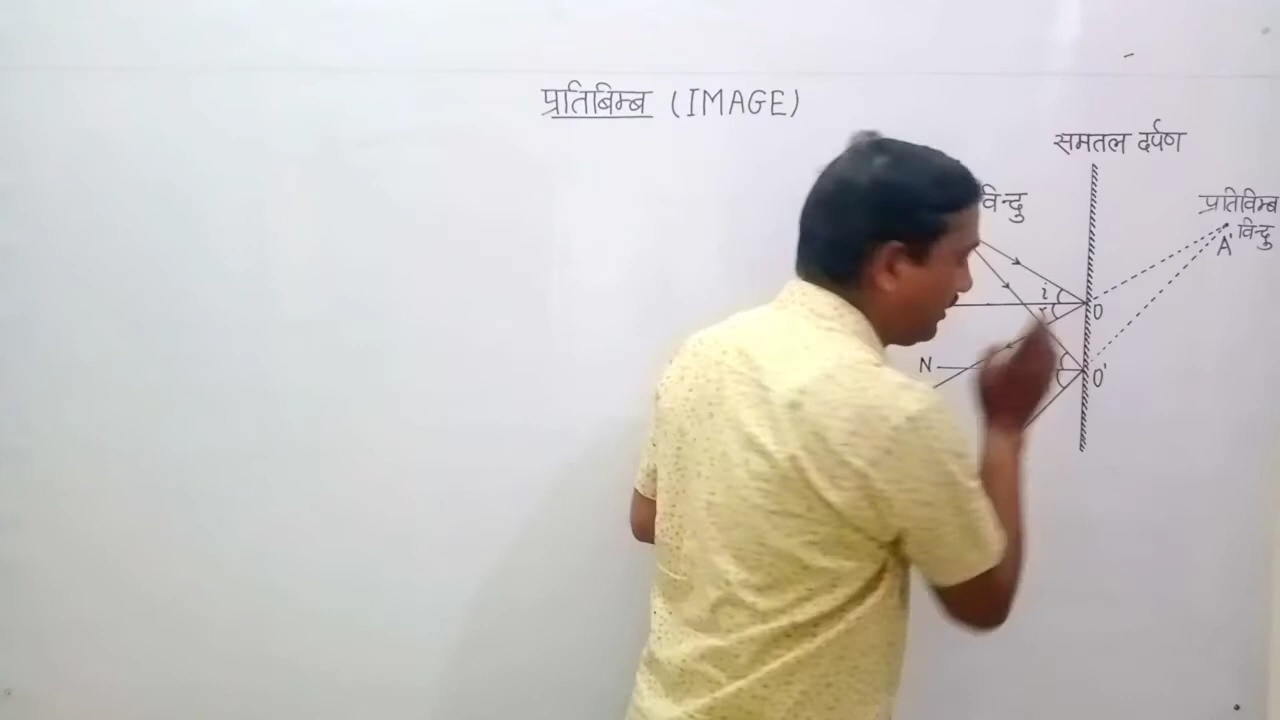 प्रतिबिम्ब (IMAGE)
समतल दर्पण
विन्दु
प्रतिविम्ब
विन्दु
A'
i
r
O
N
O'